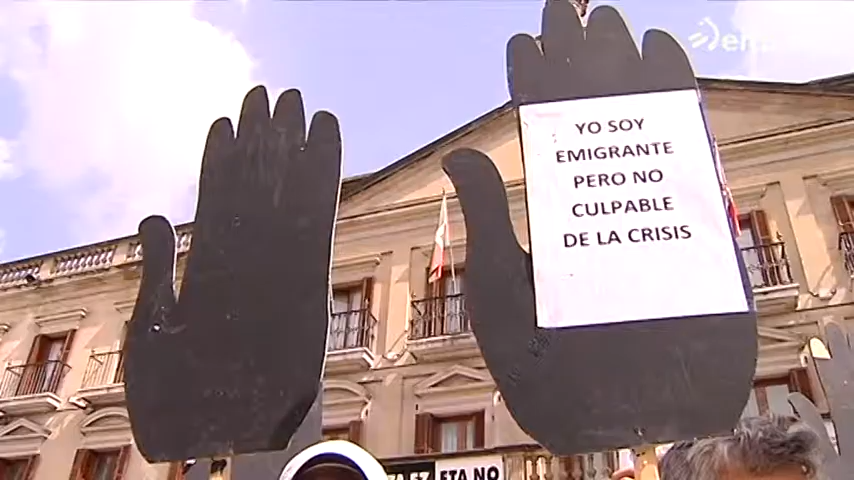 YO SOY
EMIGRANTE
PERO NO
CULPABLE
DE LA CRISIS
ETA NO